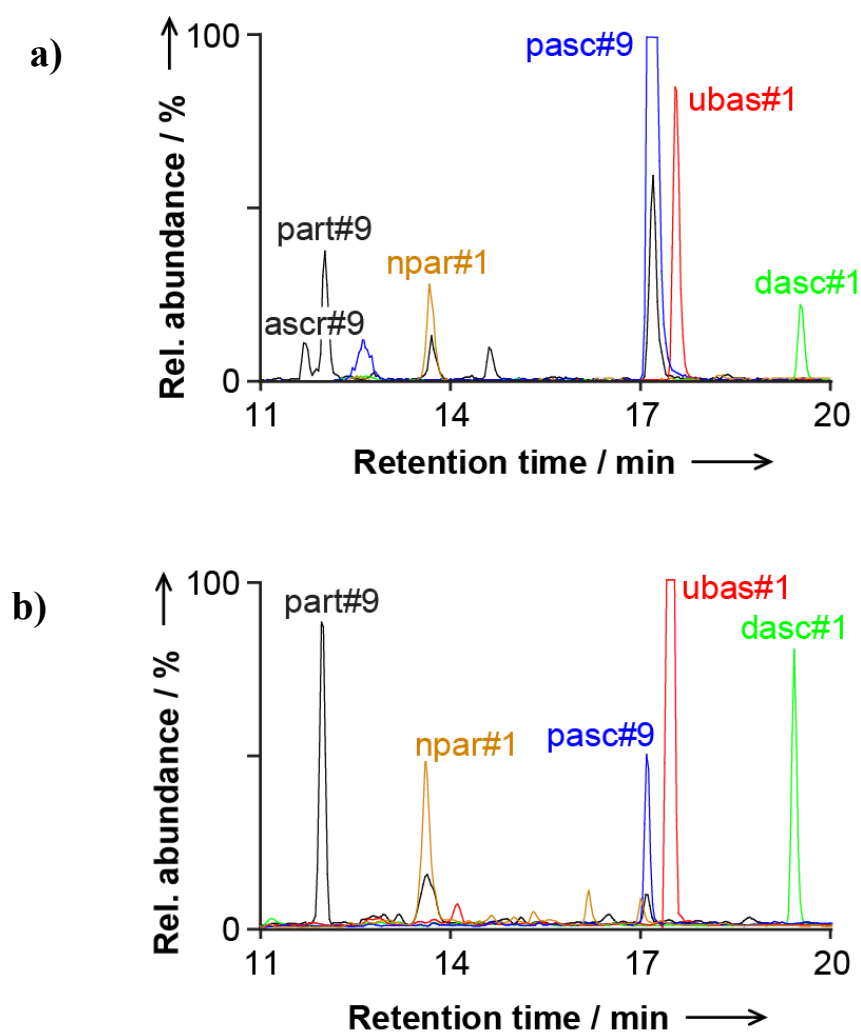 a)
Rel. abundance / %
100
0
pasc#9
ubas#1
part#9
npar#1
dasc#1
ascr#9
11 14 17 20
Retention time / min
b)
Rel. abundance / %
100
0
ubas#1
part#9
dasc#1
npar#1
pasc#9
11 14 17 20
Retention time / min